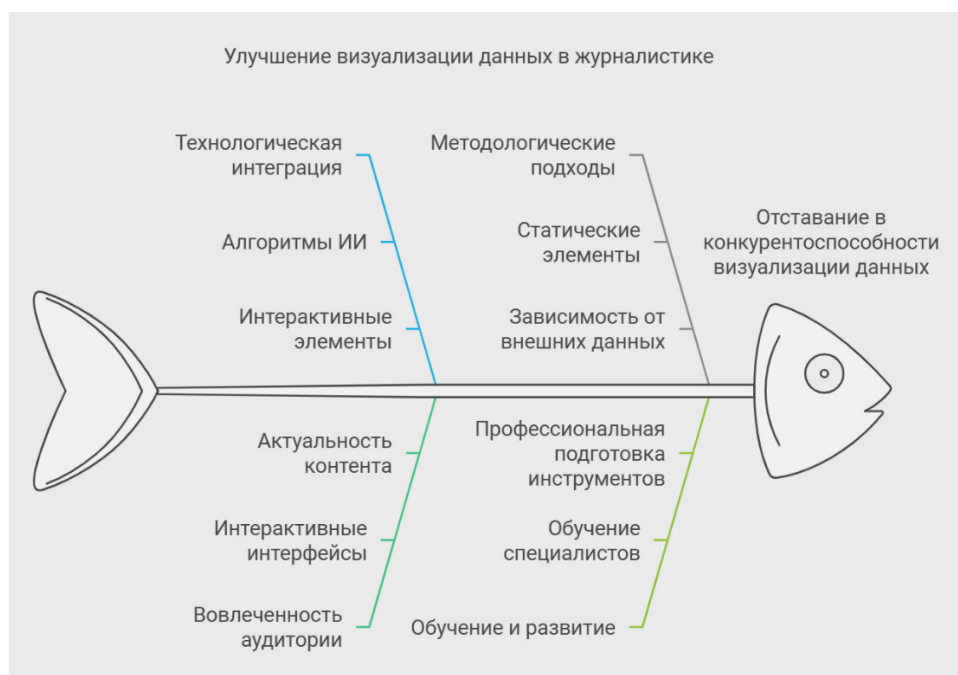 Улучшение визуализации данных в журналистике
Технологическая
интеграция
Алгоритмы ИИ
Интерактивные
элементы
Методологические
подходы
Статические
элементы
Зависимость от
внешних данных
Отставание в
конкурентоспособности
визуализации данных
Актуальность
контента
Интерактивные
интерфейсы
Вовлеченность
аудитории
Профессиональная
подготовка
инструментов
Обучение
специалистов
Обучение и развитие